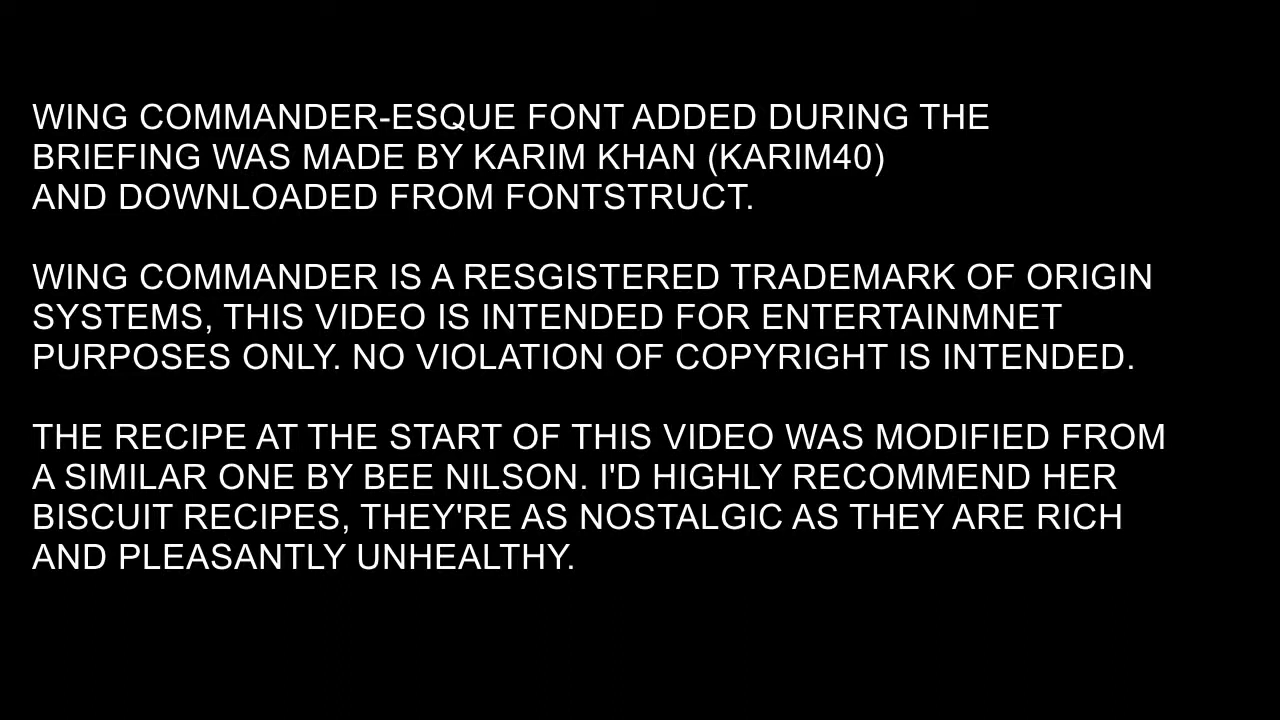 WING COMMANDER-ESQUE FONT ADDED DURING THE
BRIEFING WAS MADE BY KARIM KHAN (KARIM40)
AND DOWNLOADED FROM FONTSTRUCT.
WING COMMANDER IS A RESGISTERED TRADEMARK OF ORIGIN
SYSTEMS, THIS VIDEO IS INTENDED FOR ENTERTAINMNET
PURPOSES ONLY. NO VIOLATION OF COPYRIGHT IS INTENDED.
THE RECIPE AT THE START OF THIS VIDEO WAS MODIFIED FROM
A SIMILAR ONE BY BEE NILSON. I'D HIGHLY RECOMMEND HER
BISCUIT RECIPES, THEY'RE AS NOSTALGIC AS THEY ARE RICH
AND PLEASANTLY UNHEALTHY.